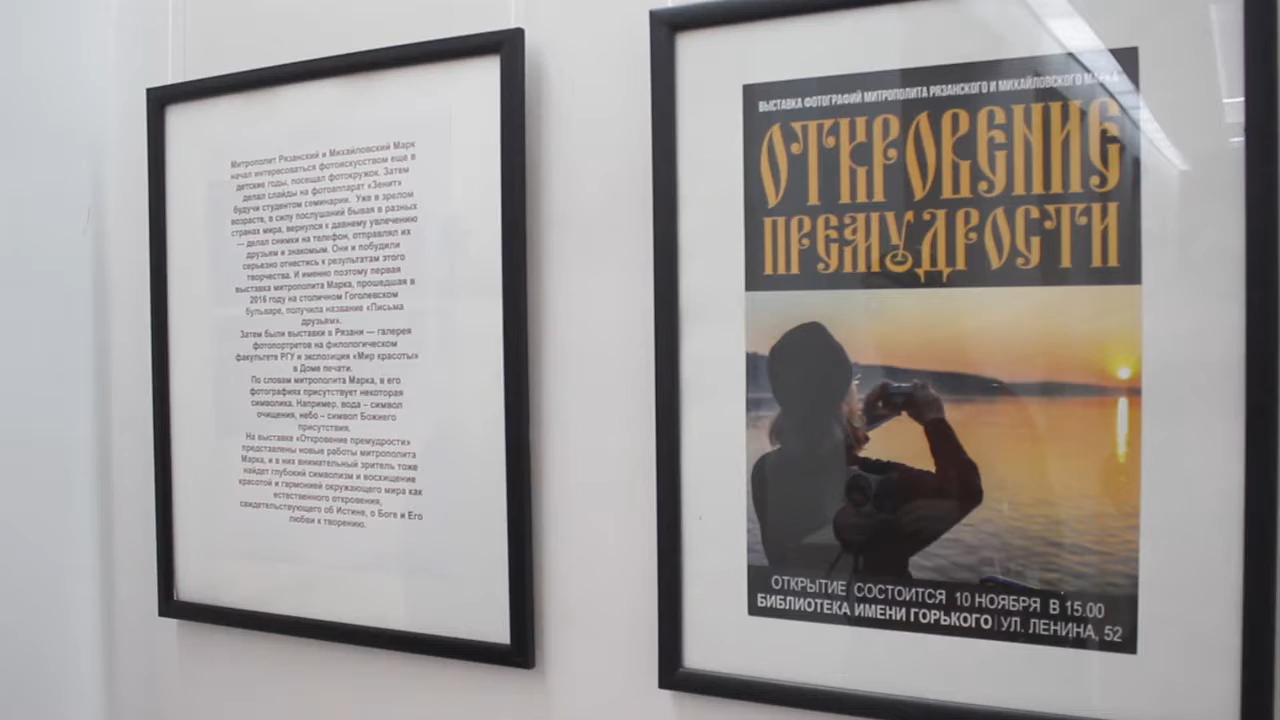 Митрополит Рязанский и Михайловский Марк
начал интересоваться фотоискусством еще в
детские годы, посещал фотокружок. Затем
делал слайды на фотоаппарат «Зенит»
будучи студентом семинарии. Уже в зрелом
возрасте, в силу послушаний бывая в разных
странах мира, вернулся к давнему увлечению
— делал снимки на телефон, отправлял их
друзьям и знакомым. Они и побудили
серьезно отнестись к результатам этого
творчества. И именно поэтому первая
выставка митрополита Марка, прошедшая в
2016 году на столичном Гоголевском
бульваре, получила название «Письма
друзьям».
Затем были выставки в Рязани — галерея
фотопортретов на филологическом
факультете РГУ и экспозиция «Мир красоты»
в Доме печати.
По словам митрополита Марка, в его
фотографиях присутствует некоторая
символика. Например, вода – символ
очищения, небо – символ Божнего
присутствия.
На выставке «Откровение премудрости»
представлены новые работы митрополита
Марка, и в них внимательный зритель тоже
найдет глубокий символизм и восхищение
красотой и гармонией окружающего мира как
естественного откровения,
свидетельствующего об Истине, о Боге и Его
любви к творению.
ВЫСТАВКА ФОТОГРАФИЙ МИТРОПОЛИТА РЯЗАНСКОГО И МИХАЙЛОВСКОГО МАРКА
ОТКРОВЕНИЕ
ПРЕМУДРОСТИ
ОТКРЫТИЕ СОСТОИТСЯ 10 НОЯБРЯ В 15.00
БИБЛИОТЕКА ИМЕНИ ГОРЬКОГО | УЛ. ЛЕНИНА, 52